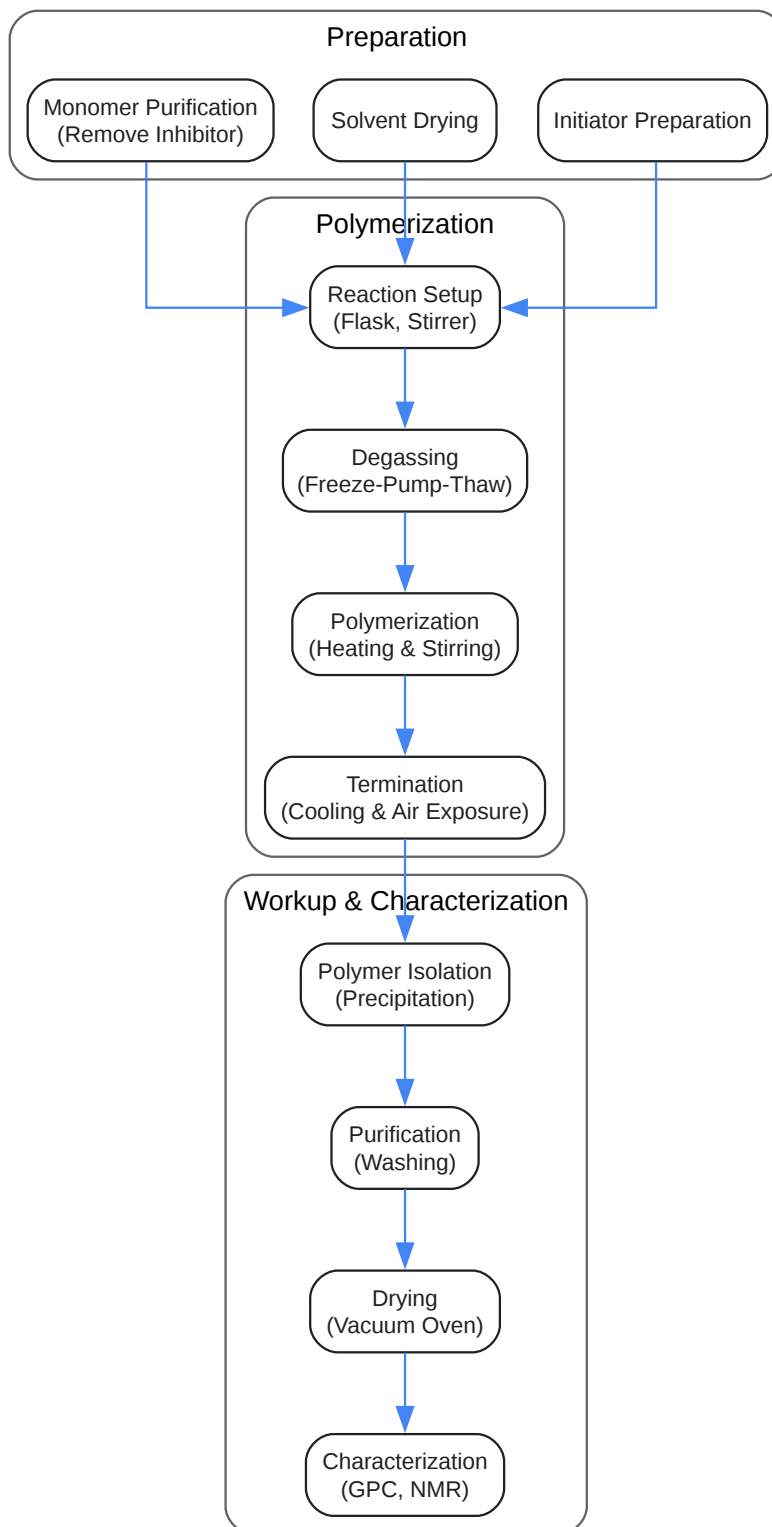 Preparation
Monomer Purification
(Remove Inhibitor)
Solvent Drying
Initiator Preparation
Polymerization
Reaction Setup
(Flask, Stirrer)
Degassing
(Freeze-Pump-Thaw)
Polymerization
(Heating & Stirring)
Termination
(Cooling & Air Exposure)
Workup & Characterization
Polymer Isolation
(Precipitation)
Purification
(Washing)
Drying
(Vacuum Oven)
Characterization
(GPC, NMR)